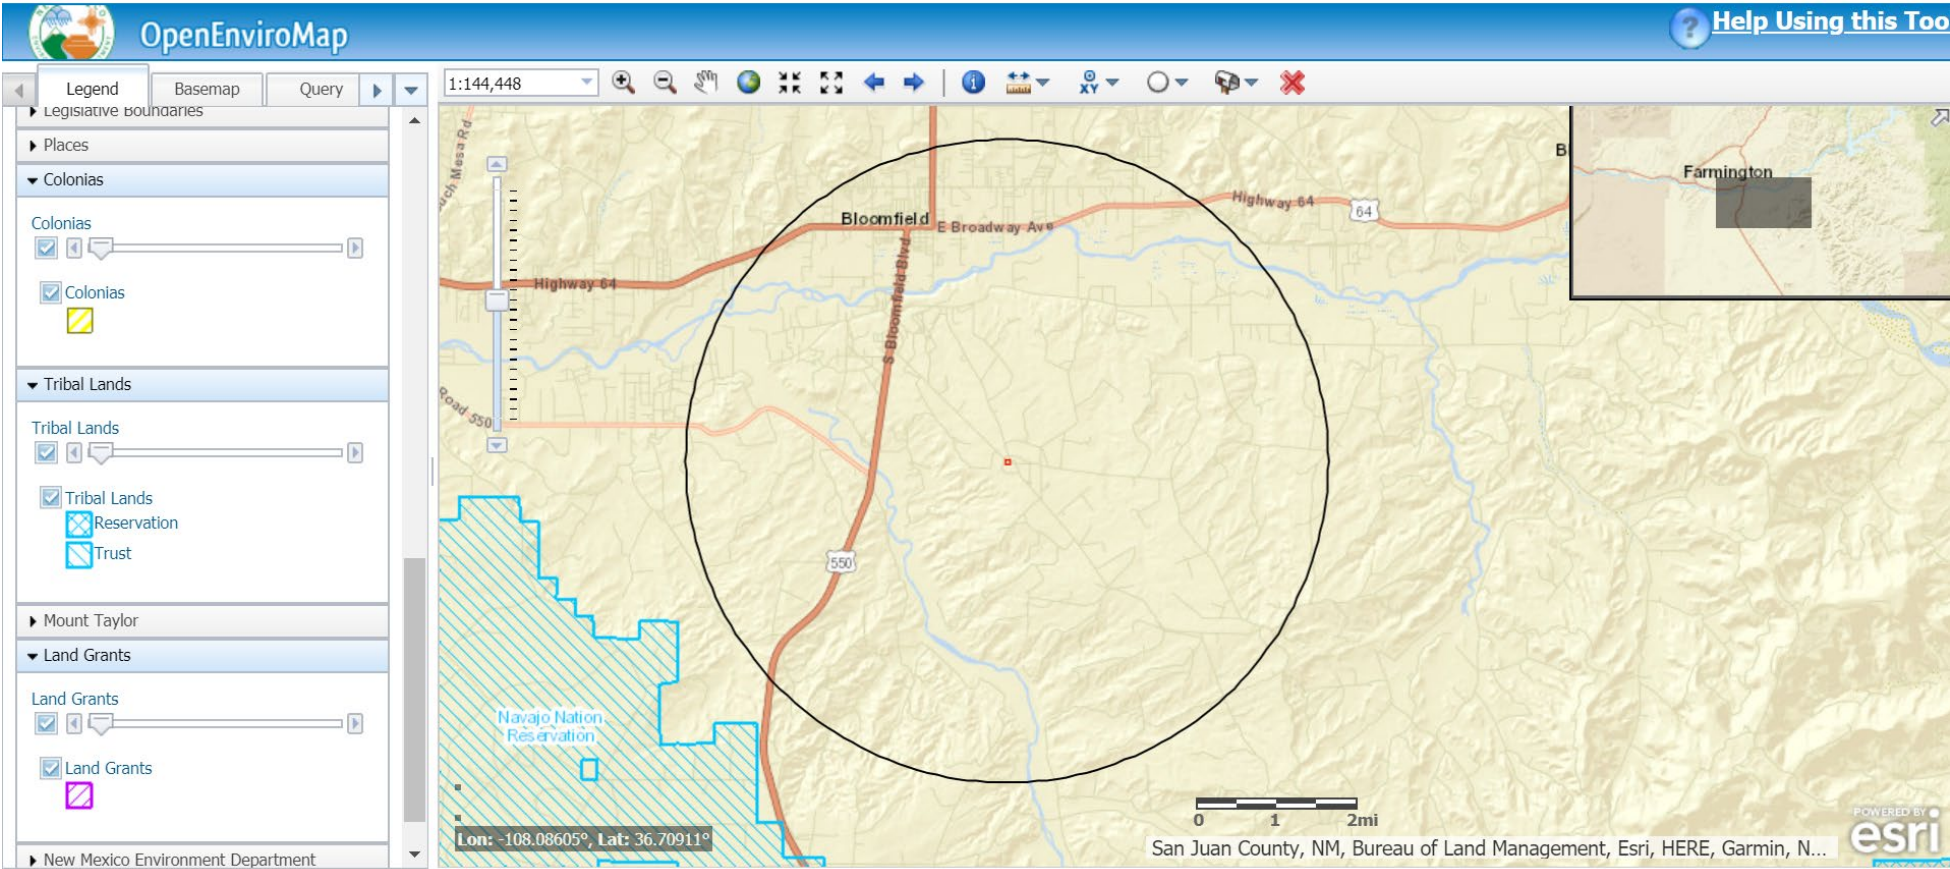 OpenEnviroMap
Help Using this Too
Legend
Basemap
Query
1:144,448
XY
Legislative Boundaries
Places
Colonias
Colonias
Colonias
Tribal Lands
Tribal Lands
Tribal Lands
Reservation
Trust
Mount Taylor
Land Grants
Land Grants
Land Grants
New Mexico Environment Department
Mesa Rd
Bloomfield
E Broadway Ave
Highway 64
64
Highway 64
S Bloomfield Blvd
Road 550
550
Navajo Nation
Reservation
B
Farmington
0 1 2mi
Lon: -108.08605°, Lat: 36.70911°
San Juan County, NM, Bureau of Land Management, Esri, HERE, Garmin, N...
POWERED BY
esri